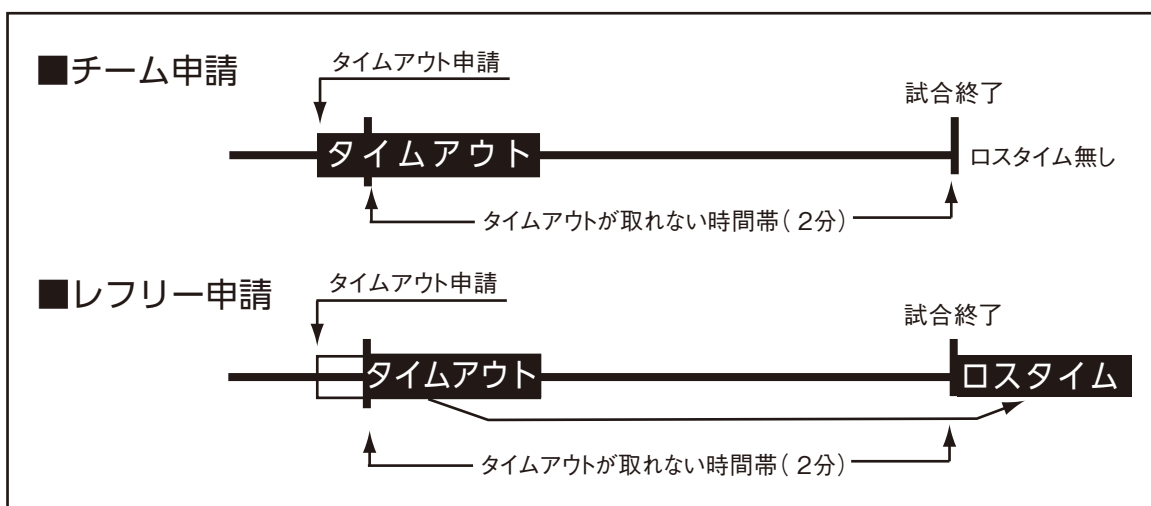 ■チーム申請
タイムアウト申請
試合終了
タイムアウト
ロスタイム無し
タイムアウトが取れない時間帯(2分)
■レフリー申請
タイムアウト申請
試合終了
タイムアウト
ロスタイム
タイムアウトが取れない時間帯(2分)